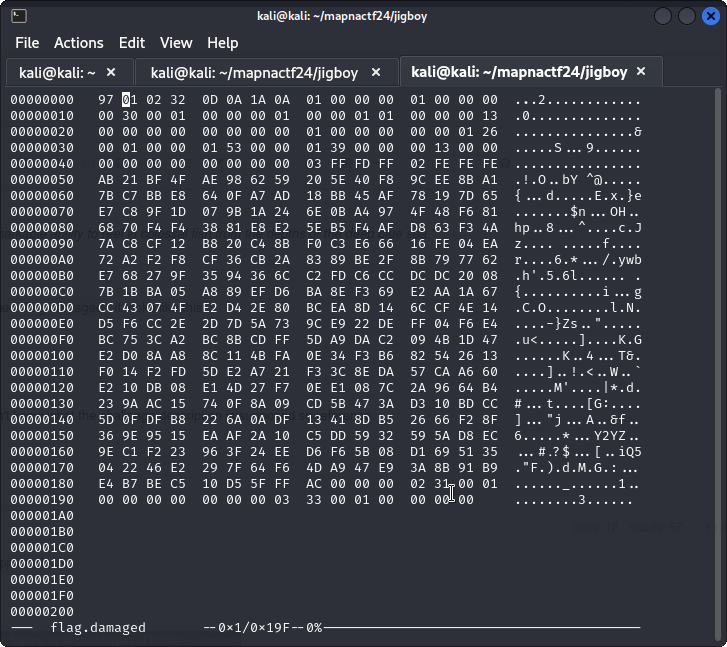 kali@kali: ~/mapnactf24/jigboy
File Actions Edit View Help
kali@kali: ~ × kali@kali: ~/mapnactf24/jigboy × kali@kali: ~/mapnactf24/jigboy ×
00000000 97 01 02 32 0D 0A 1A 0A 01 00 00 00 01 00 00 00 ...2............
00000010 00 30 00 01 00 00 00 01 00 00 01 01 00 00 00 13 .0..............
00000020 00 00 00 00 00 00 00 00 01 00 00 00 00 00 01 26 ...............&
00000030 00 01 00 00 01 53 00 00 01 39 00 00 00 13 00 00 .....S...9......
00000040 00 00 00 00 00 00 00 00 03 FF FD FF 02 FE FE FE ................
00000050 AB 21 BF 4F AE 98 62 59 20 5E 40 F8 9C EE 8B A1 .!.O..bY ^@.....
00000060 7B C7 BB E8 64 0F A7 AD 18 BB 45 AF 78 19 7D 65 {...d.....E.x.}e
00000070 E7 C8 9F 1D 07 9B 1A 24 6E 0B A4 97 4F 48 F6 81 .......$n...OH..
00000080 68 70 FA F4 38 81 81 D2 5E E7 F4 AF D8 63 F3 4A hp..8...^....c.J
00000090 7A C8 CF 12 B8 20 C4 8B F0 C3 E6 66 16 FE 04 EA z.... .....f....
000000A0 72 A2 F2 F8 CF 36 CB 2A 83 89 BE 2F 8B 79 77 62 r....6.*.../.ywb
000000B0 E7 68 27 9F 35 94 36 6C C2 FD C6 CC DC DC 20 08 .h'.5.6l...... .
000000C0 7B 1B BA 05 A8 89 EF D6 BA 8E F3 69 E2 AA 1A 67 {..........i...g
000000D0 CC 43 07 4F E2 D4 2E 80 BC EA 8D 14 6C CF 4E 14 .C.O........l.N.
000000E0 D5 F6 CC 2E 2D 7D 5A 73 9C E9 22 DE FF 04 F6 E4 ....-}Zs..".....
000000F0 BC 75 3C A2 BC 8B CD FF 5D A9 DA C2 09 4B 1D 47 .u<.....]....K.G
00000100 E2 D0 8A A8 8C 11 4B FA 0E 34 F3 B6 82 54 26 13 ......K..4...T&.
00000110 F0 14 F2 FD 5D E2 A7 21 F3 3C 8E DA 57 CA A6 60 ....]..!.<..W..`
00000120 E2 10 DB 08 E1 4D 27 F7 0E E1 08 7C 2A 96 64 B4 .....M'....|*.d.
00000130 23 9A AC 15 74 0F 8A 09 CD 5B 47 3A D3 10 BD CC #...t....[G:....
00000140 5D 0F FF B8 22 6A 0A DF 13 41 8D B5 26 66 F2 8F ]..."j...A..&f..
00000150 36 9E 95 15 EA AF 2A 10 C5 DD 59 32 59 5A D8 EC 6.....*...Y2YZ..
00000160 9E C1 F2 23 96 3F 24 EE D6 F6 5B 08 D1 69 51 35 ...#.?$...[..iQ5
00000170 04 22 46 E2 29 7F 64 F6 4D A9 47 E9 3A 8B 91 B9 ."F.).d.M.G.:...
00000180 E4 B7 BE C5 10 D5 5F FF AC 00 00 00 02 31 00 01 ......_......1..
00000190 00 00 00 00 00 00 00 03 33 00 01 00 00 00 00 ........3......
000001A0
000001B0
000001C0
000001D0
000001E0
000001F0
00000200
── flag.damaged --0×1/0×19F--0%──